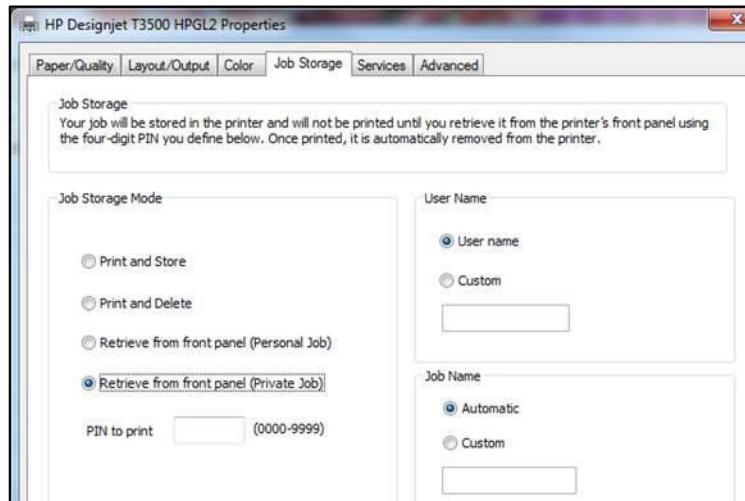 HP Designjet T3500 HPGL2 Properties
Paper/Quality Layout/Output Color Job Storage Services Advanced
Job Storage
Your job will be stored in the printer and will not be printed until you retrieve it from the printer's front panel using
the four-digit PIN you define below. Once printed, it is automatically removed from the printer.
Job Storage Mode
Print and Store
Print and Delete
Retrieve from front panel (Personal Job)
Retrieve from front panel (Private Job)
PIN to print (0000-9999)
User Name
User name
Custom
Job Name
Automatic
Custom